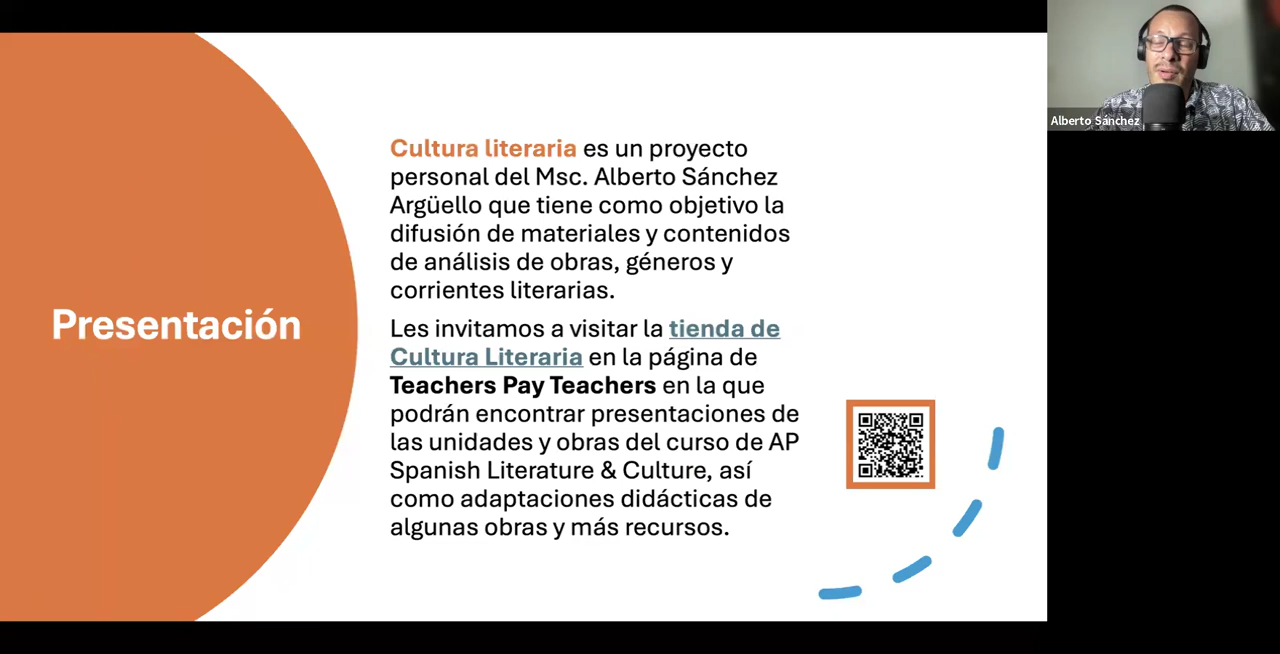 Presentación
Cultura literaria es un proyecto
personal del Msc. Alberto Sánchez
Argüello que tiene como objetivo la
difusión de materiales y contenidos
de análisis de obras, géneros y
corrientes literarias.
Les invitamos a visitar la tienda de
Cultura Literaria en la página de
Teachers Pay Teachers en la que
podrán encontrar presentaciones de
las unidades y obras del curso de AP
Spanish Literature & Culture, así
como adaptaciones didácticas de
algunas obras y más recursos.
Alberto Sánchez